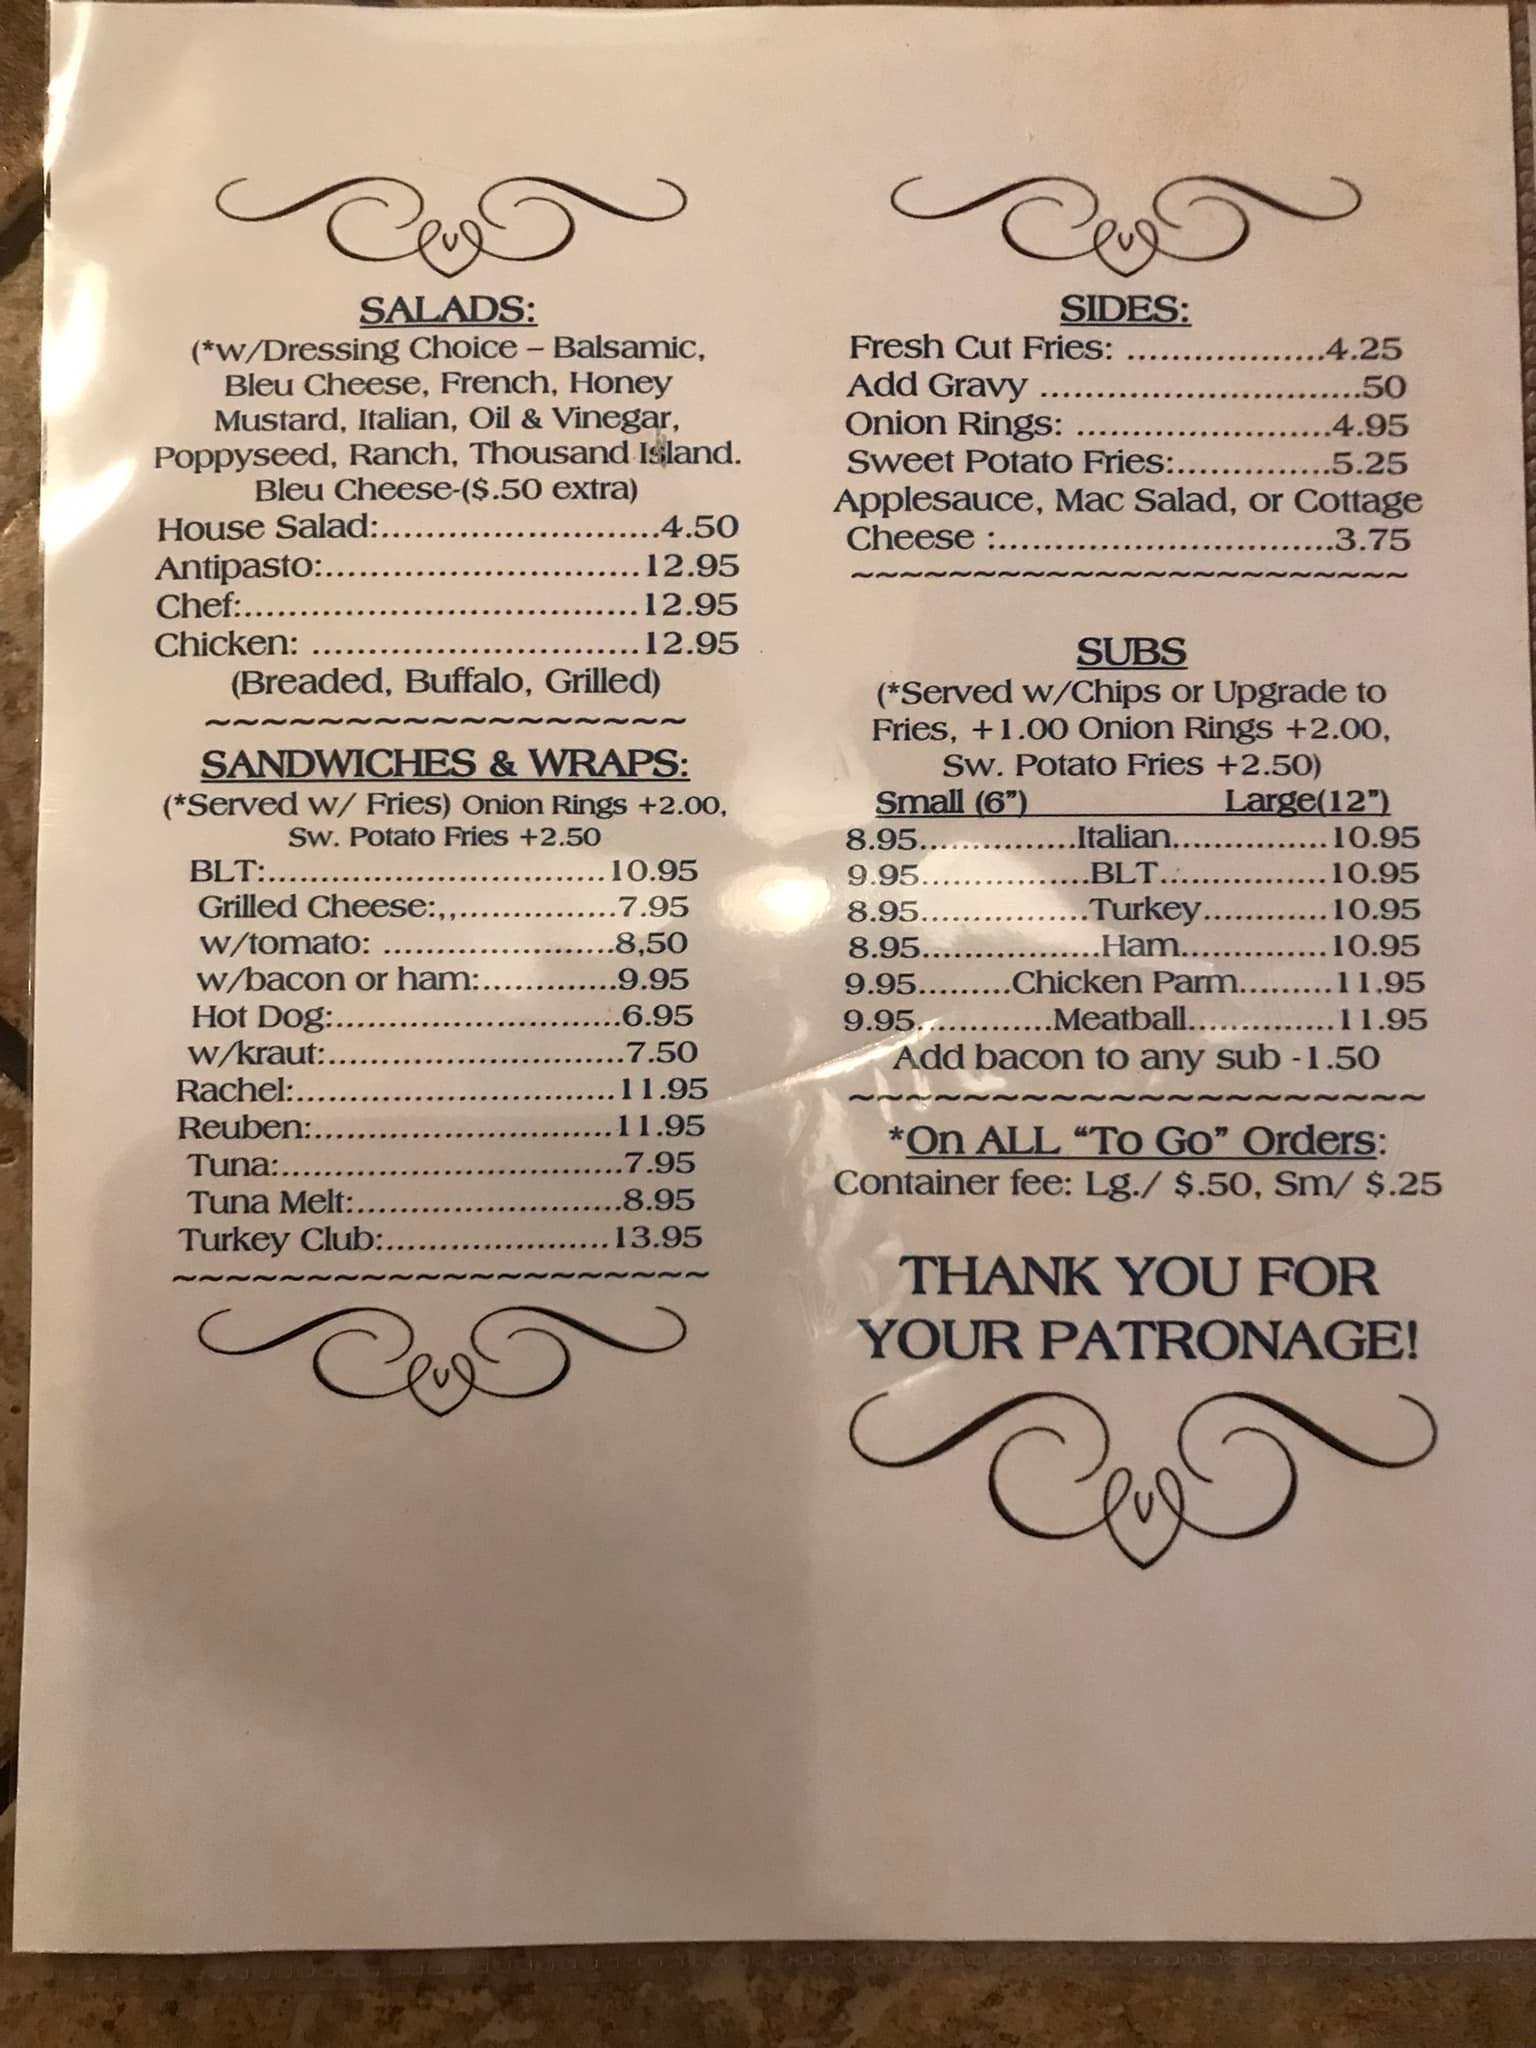 SALADS:
(*w/Dressing Choice – Balsamic,
Bleu Cheese, French, Honey
Mustard, Italian, Oil & Vinegar,
Poppyseed, Ranch, Thousand Island.
Bleu Cheese-($.50 extra)
House Salad:..............................4.50
Antipasto:..................................12.95
Chef:..........................................12.95
Chicken: ...................................12.95
(Breaded, Buffalo, Grilled)
~~~~~~~~~~~~~~~~~
SANDWICHES & WRAPS:
(*Served w/ Fries) Onion Rings +2.00,
Sw. Potato Fries +2.50
BLT:....................................10.95
Grilled Cheese:,,.................7.95
w/tomato: .........................8,50
w/bacon or ham:..............9.95
Hot Dog:...............................6.95
w/kraut:................................7.50
Rachel:..................................11.95
Reuben:................................11.95
Tuna:.....................................7.95
Tuna Melt:.............................8.95
Turkey Club:........................13.95
~~~~~~~~~~~~~~~~~~~~
SIDES:
Fresh Cut Fries: .....................4.25
Add Gravy ..................................50
Onion Rings: ...........................4.95
Sweet Potato Fries:................5.25
Applesauce, Mac Salad, or Cottage
Cheese :...................................3.75
~~~~~~~~~~~~~~~~~~~~~~~
SUBS
(*Served w/Chips or Upgrade to
Fries, +1.00 Onion Rings +2.00,
Sw. Potato Fries +2.50)
Small (6") Large(12")
8.95.................Italian.................10.95
9.95..................BLT..................10.95
8.95..................Turkey.............10.95
8.95...................Ham................10.95
9.95..........Chicken Parm..........11.95
9.95..............Meatball...............11.95
Add bacon to any sub -1.50
~~~~~~~~~~~~~~~~~~~~
*On ALL “To Go” Orders:
Container fee: Lg./ $.50, Sm/ $.25
THANK YOU FOR
YOUR PATRONAGE!